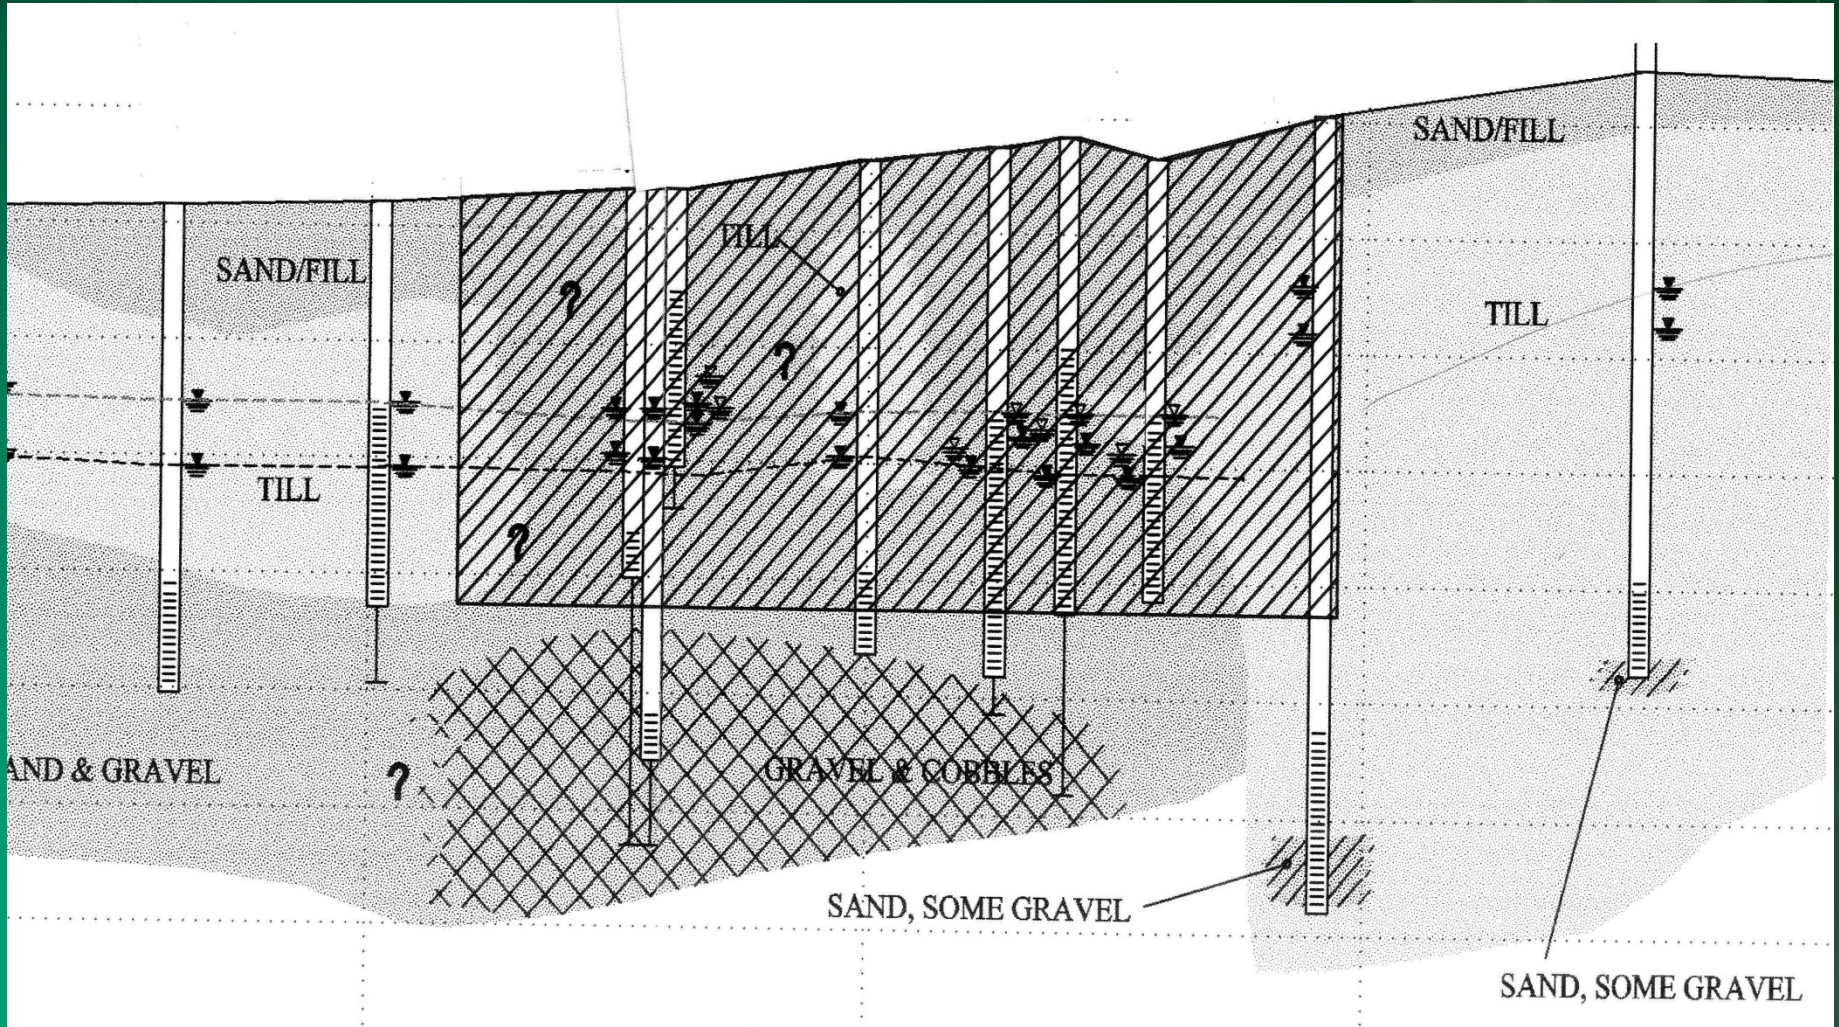 SAND/FILL
TILL
SAND/FILL
?
TILL
?
TILL
?
AND & GRAVEL
?
GRAVEL & COBBLES
SAND, SOME GRAVEL
SAND, SOME GRAVEL